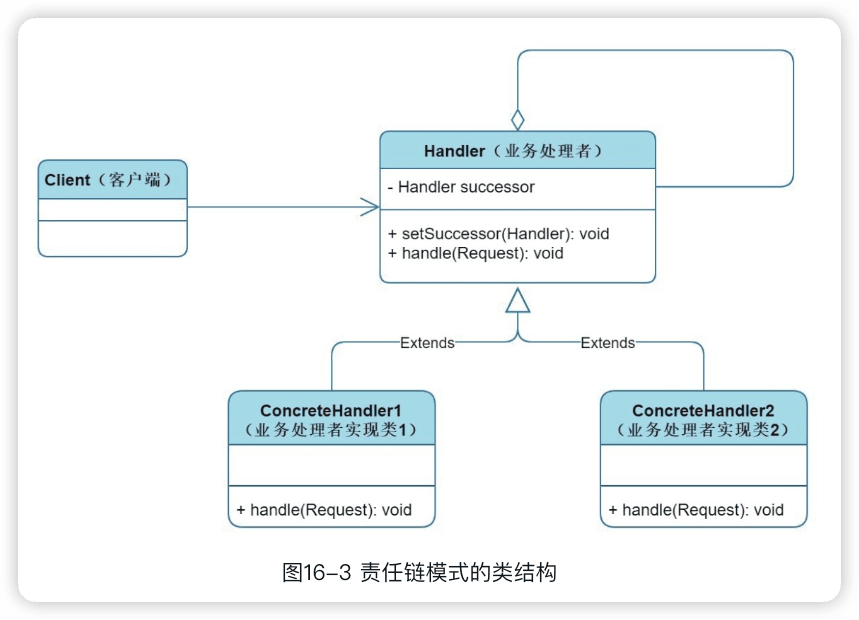 Handler（业务处理者）
- Handler successor
+ setSuccessor(Handler): void
+ handle(Request): void
Client（客户端）
Extends
Extends
ConcreteHandler1
（业务处理者实现类1）
+ handle(Request): void
ConcreteHandler2
（业务处理者实现类2）
+ handle(Request): void
图16-3 责任链模式的类结构